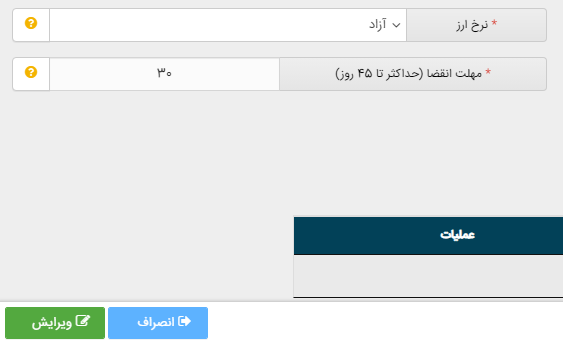 * نرخ ارز
آزاد
* مهلت انقضا (حداکثر تا ۴۵ روز)
۳۰
عملیات
انصراف
ویرایش